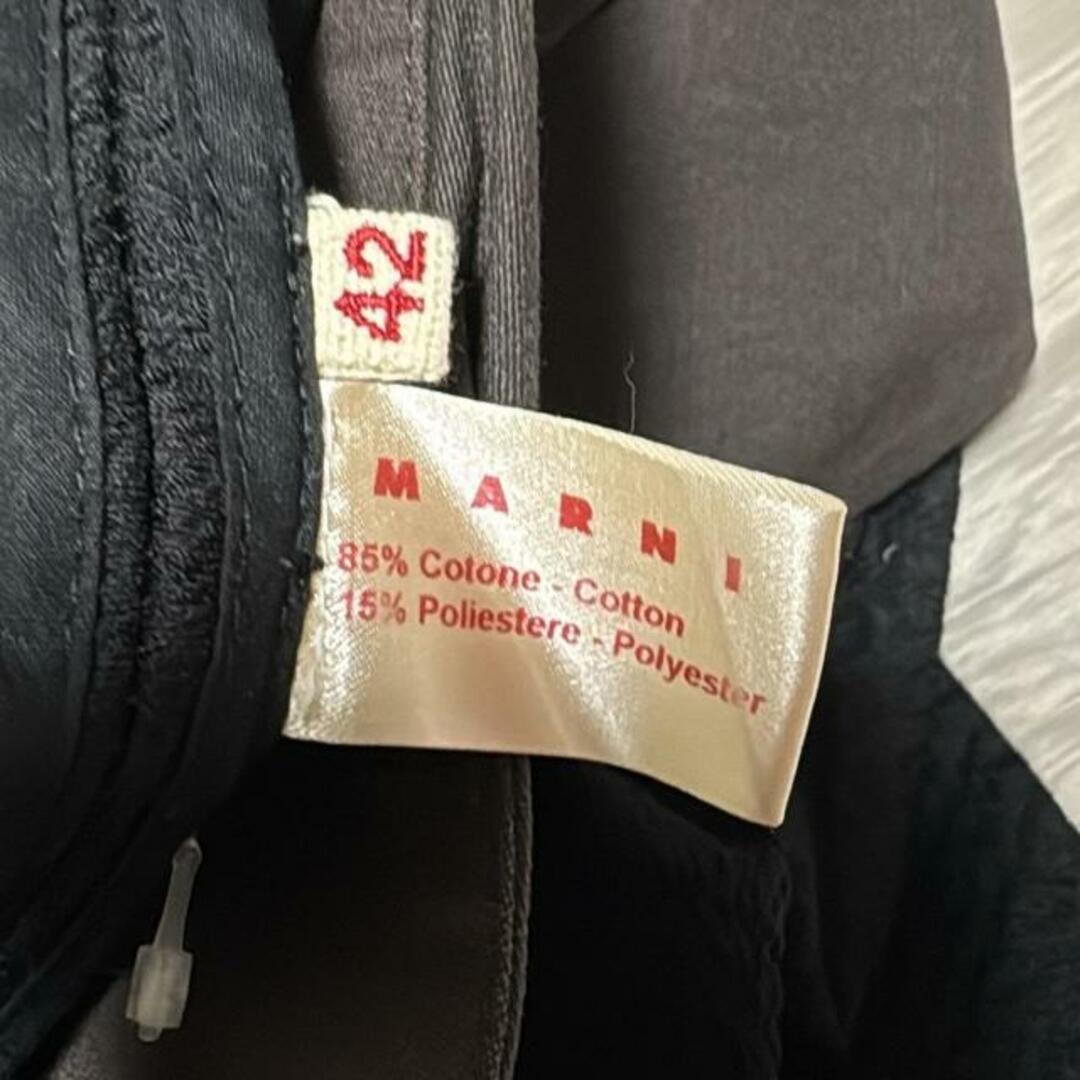 42
MARNI
85% Cotone - Cotton
15% Poliestere - Polyester